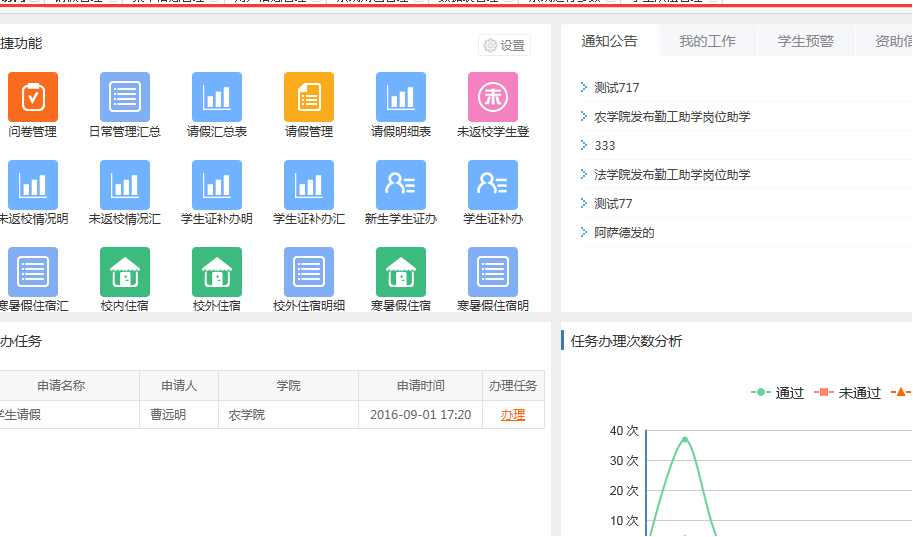 捷功能
设置
问卷管理
日常管理汇总
请假汇总表
请假管理
请假明细表
未返校学生登
未返校情况明
未返校情况汇
学生证补办明
学生证补办汇
新生学生证办
学生证补办
寒暑假住宿汇
校内住宿
校外住宿
校外住宿明细
寒暑假住宿
寒暑假住宿明
通知公告
我的工作
学生预警
资助信
测试717
农学院发布勤工助学岗位助学
333
法学院发布勤工助学岗位助学
测试77
阿萨德发的
办任务
申请名称
申请人
学院
申请时间
办理任务
学生请假
曹远明
农学院
2016-09-01 17:20
办理
任务办理次数分析
通过
未通过
40 次
30 次
20 次
10 次